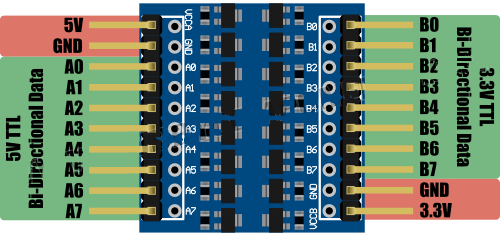 5V
GND
A0
A1
A2
A3
A4
A5
A6
A7
5V TTL
Bi-Directional Data
VCCA
GND
A0
A1
A2
A3
A4
A5
A6
A7
B0
B1
B2
B3
B4
B5
B6
B7
GND
VCCB
B0
B1
B2
B3
B4
B5
B6
B7
GND
3.3V
Bi-Directional Data
3.3V TTL